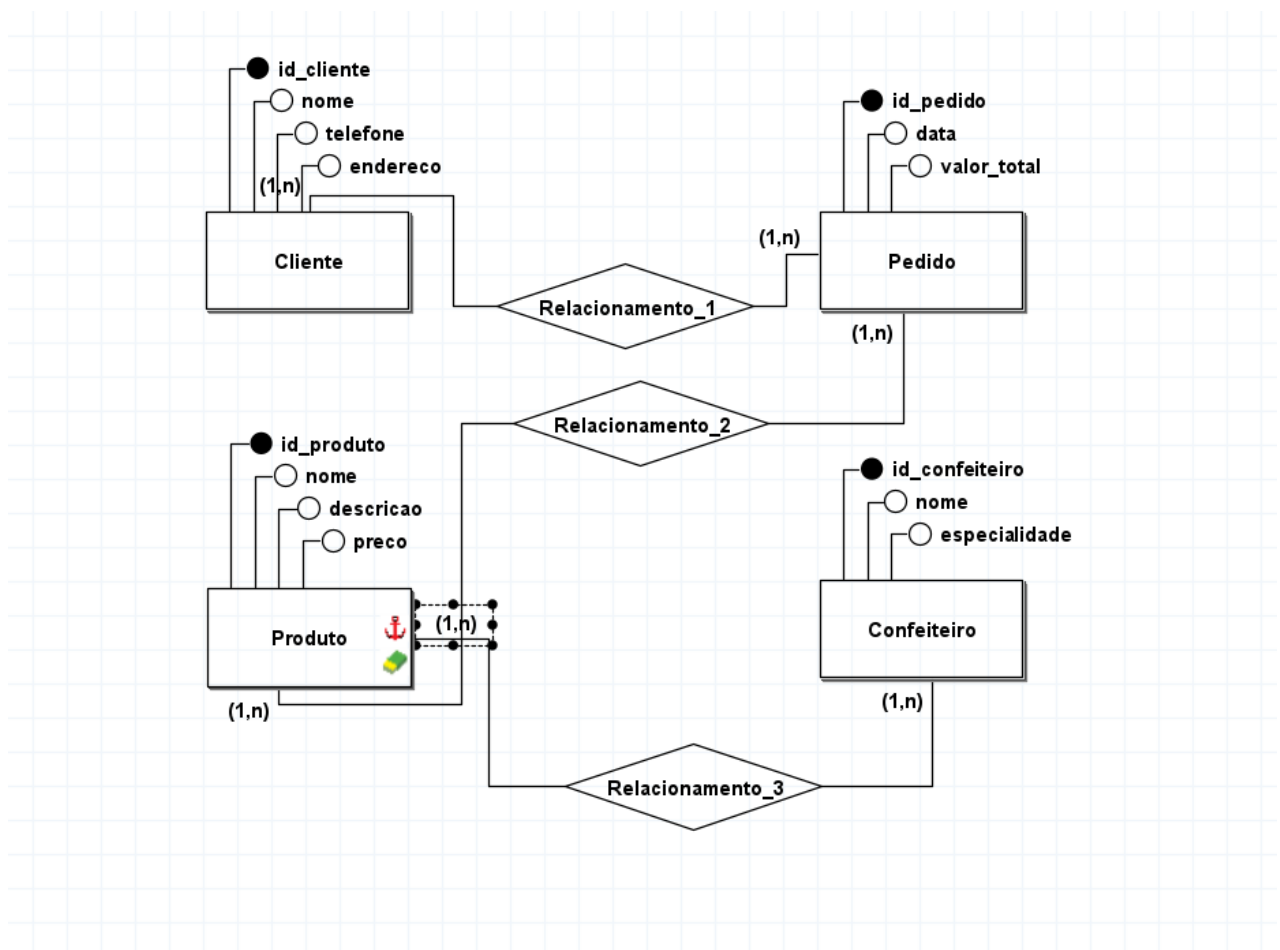 id_cliente
nome
telefone
endereco
(1,n)
Cliente
id_pedido
data
valor_total
(1,n)
Pedido
Relacionamento_1
(1,n)
Relacionamento_2
id_produto
nome
descricao
preco
id_confeiteiro
nome
especialidade
(1,n)
Produto
Confeiteiro
(1,n)
(1,n)
Relacionamento_3